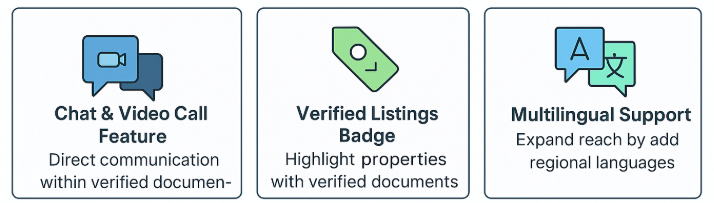 Chat & Video Call
Feature
Direct communication
within verified documen-
Verified Listings
Badge
Highlight properties
with verified documents
A 文
Multilingual Support
Expand reach by add
regional languages